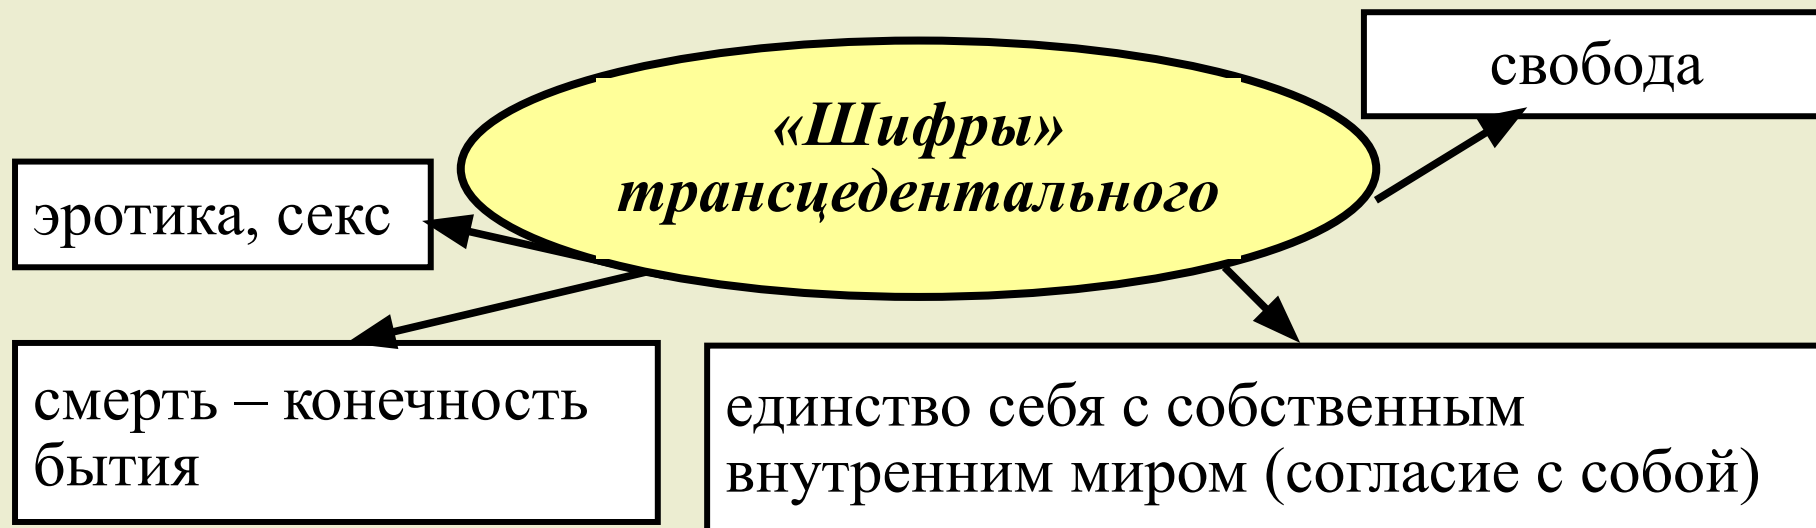 «Шифры»
трансцедентального
свобода
эротика, секс
смерть – конечность
бытия
единство себя с собственным
внутренним миром (согласие с собой)